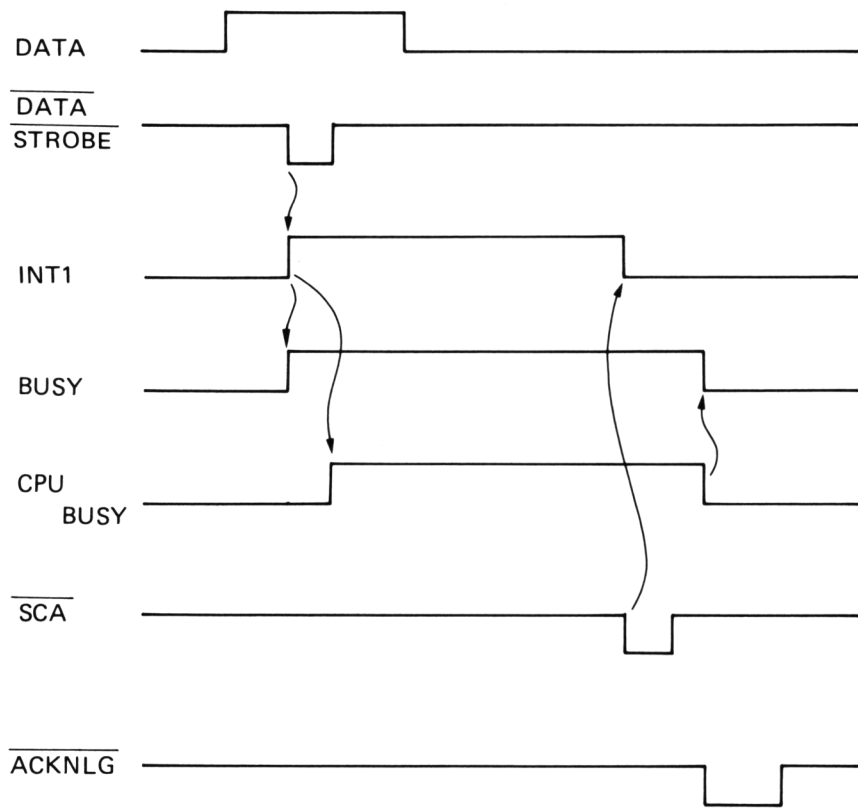 DATA
DATA
STROBE
INT1
BUSY
CPU
BUSY
SCA
ACKNLG